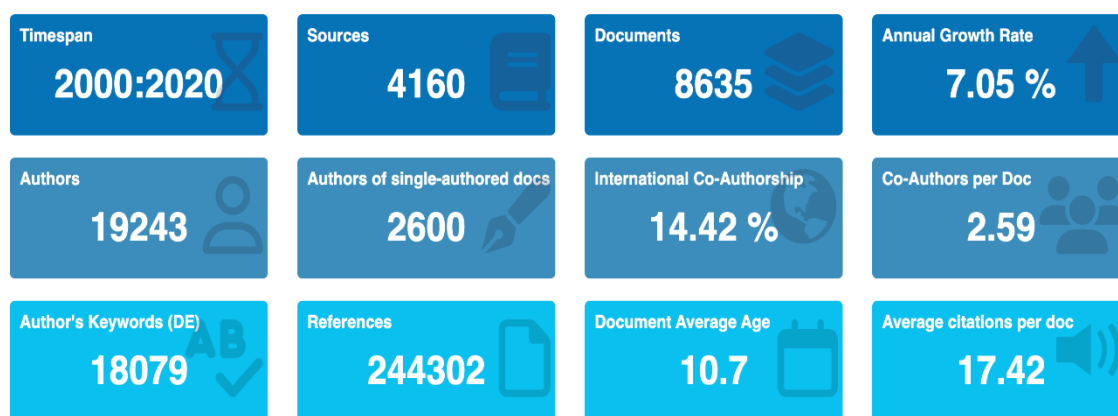 Timespan
2000:2020
Sources
4160
Documents
8635
Annual Growth Rate
7.05 %
Authors
19243
Authors of single-authored docs
2600
International Co-Authorship
14.42 %
Co-Authors per Doc
2.59
Author's Keywords (DE)
AB
18079
References
244302
Document Average Age
10.7
Average citations per doc
17.42